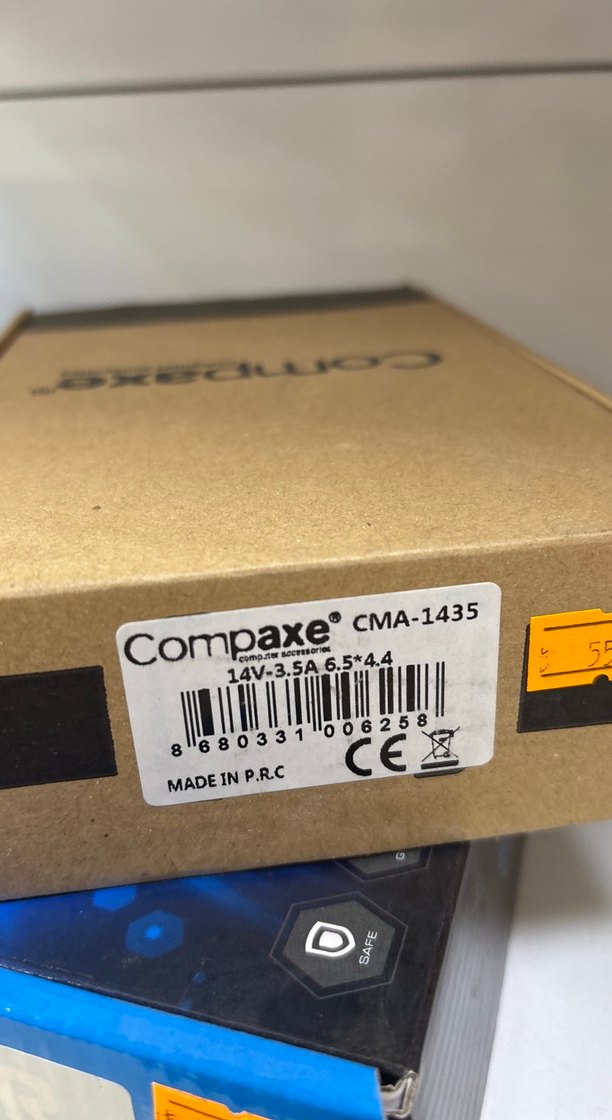 Compaxe®
Compaxe® CMA-1435
computer accessories
14V-3.5A 6.5*4.4
8 680331 006258
CE
MADE IN P.R.C
SAFE